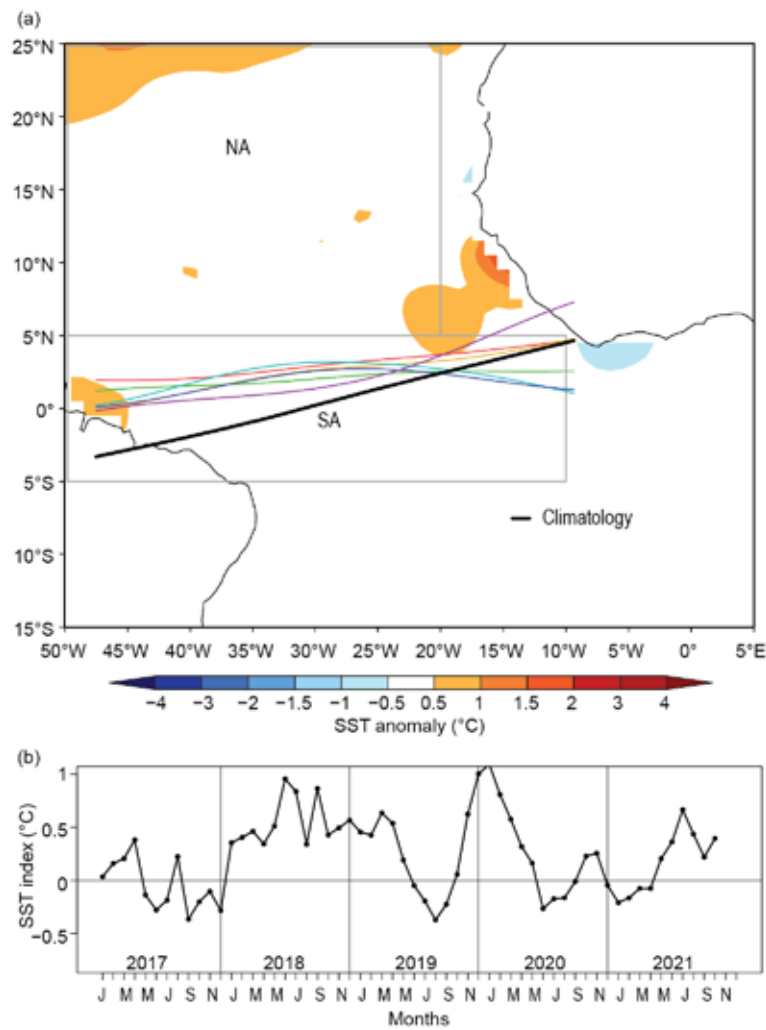 (a)
25°N
20°N
15°N
10°N
5°N
0°
5°S
10°S
15°S
NA
SA
Climatology
50°W 45°W 40°W 35°W 30°W 25°W 20°W 15°W 10°W 5°W 0° 5°E
−4 −3 −2 −1.5 −1 −0.5 0.5 1 1.5 2 3 4
SST anomaly (°C)
(b)
1
0.5
0
−0.5
SST index (°C)
2017 2018 2019 2020 2021
J M M J S N J M M J S N J M M J S N J M M J S N J M M J S N
Months